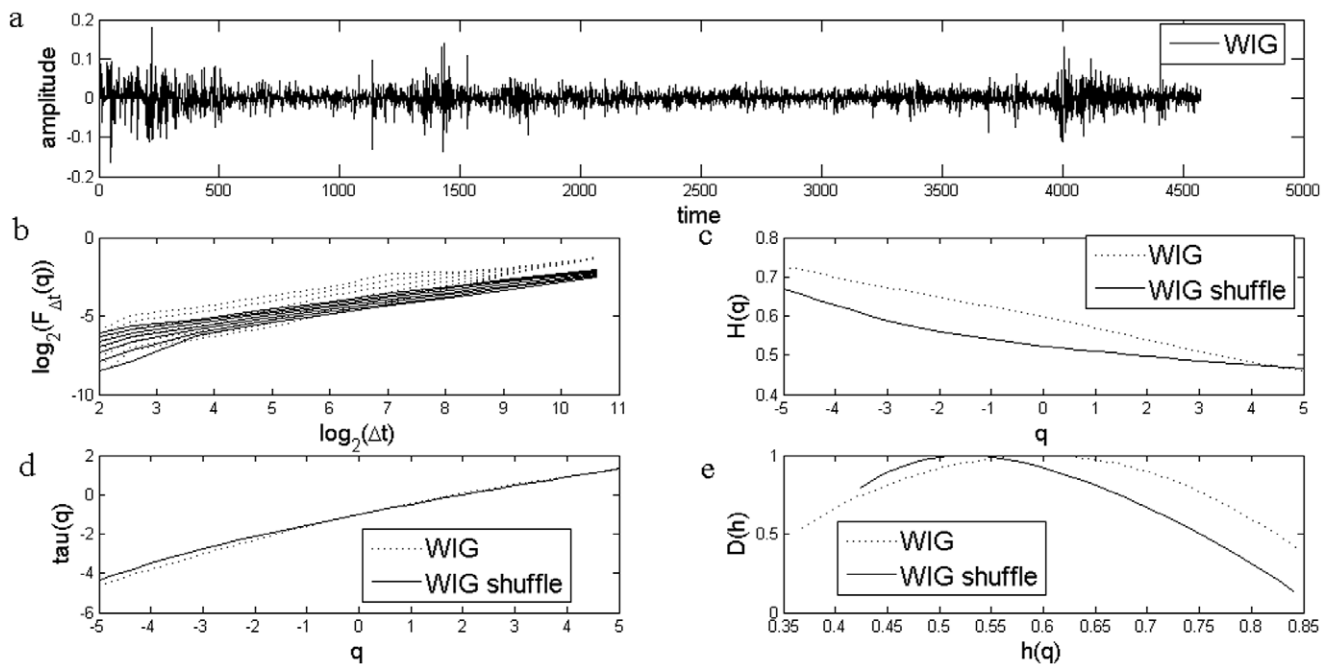 a
amplitude
0.2
0.1
0
-0.1
-0.2
WIG
0 500 1000 1500 2000 2500 3000 3500 4000 4500 5000
time
b
log2(FΔt(q))
0
-5
-10
2 3 4 5 6 7 8 9 10 11
log2(Δt)
c
H(q)
0.8
0.7
0.6
0.5
0.4
WIG
WIG shuffle
-5 -4 -3 -2 -1 0 1 2 3 4 5
q
d
tau(q)
2
0
-2
-4
-6
WIG
WIG shuffle
-5 -4 -3 -2 -1 0 1 2 3 4 5
q
e
D(h)
1
0.5
0
WIG
WIG shuffle
0.35 0.4 0.45 0.5 0.55 0.6 0.65 0.7 0.75 0.8 0.85
h(q)